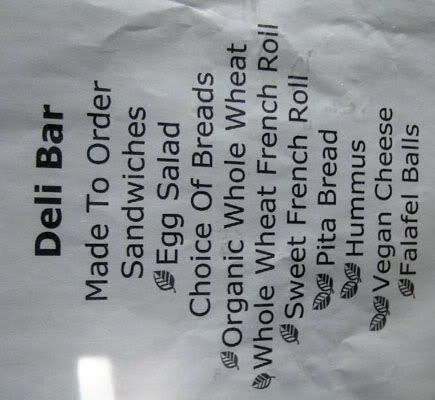 Deli Bar
Made To Order
Sandwiches
Egg Salad
Choice Of Breads
Organic Whole Wheat
Whole Wheat French Roll
Sweet French Roll
Pita Bread
Hummus
Vegan Cheese
Falafel Balls